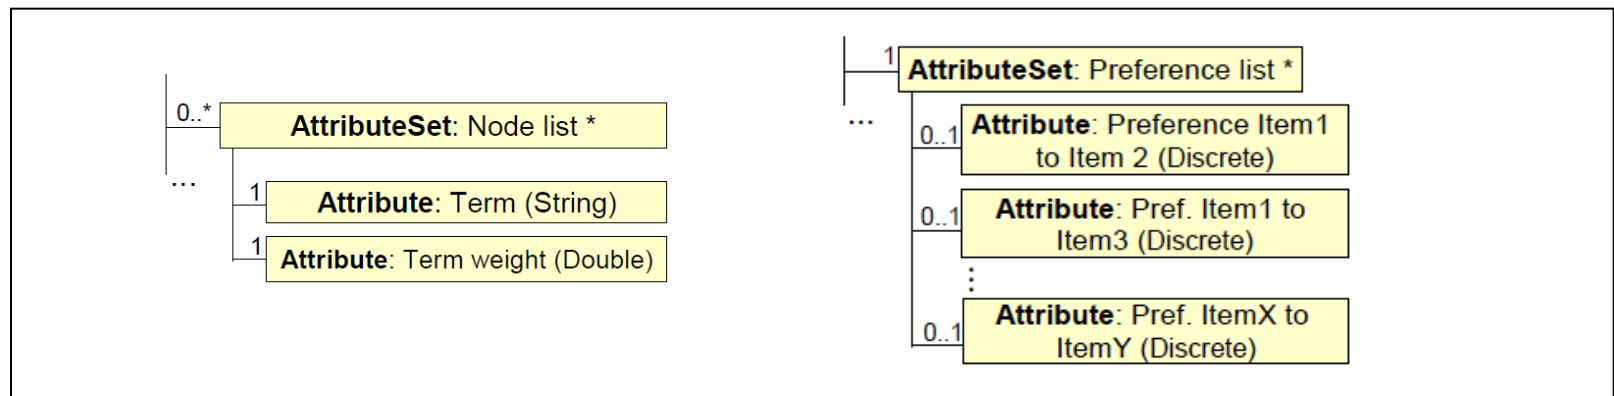 0..*
AttributeSet: Node list *
...
1
Attribute: Term (String)
1
Attribute: Term weight (Double)
1
AttributeSet: Preference list *
...
0..1
Attribute: Preference Item1
to Item 2 (Discrete)
0..1
Attribute: Pref. Item1 to
Item3 (Discrete)
⋮
0..1
Attribute: Pref. ItemX to
ItemY (Discrete)